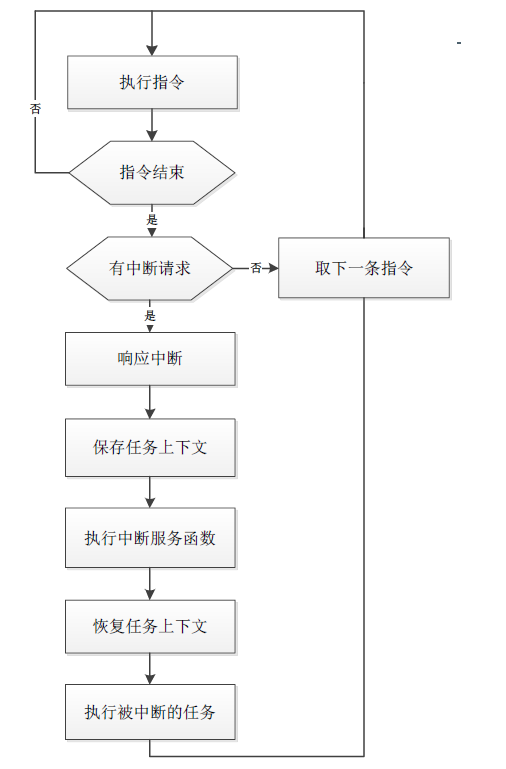 执行指令
否
指令结束
是
有中断请求
否
取下一条指令
是
响应中断
保存任务上下文
执行中断服务函数
恢复任务上下文
执行被中断的任务